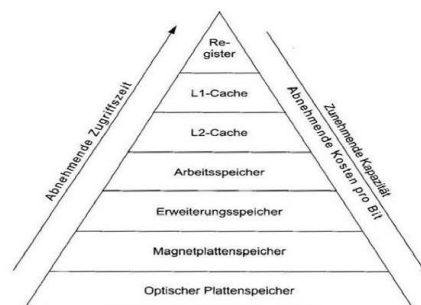 Re-
gister
L1-Cache
L2-Cache
Arbeitsspeicher
Erweiterungsspeicher
Magnetplattenspeicher
Optischer Plattenspeicher
Abnehmende Zugriffszeit
Zunehmende Kapazität
Abnehmende Kosten pro Bit